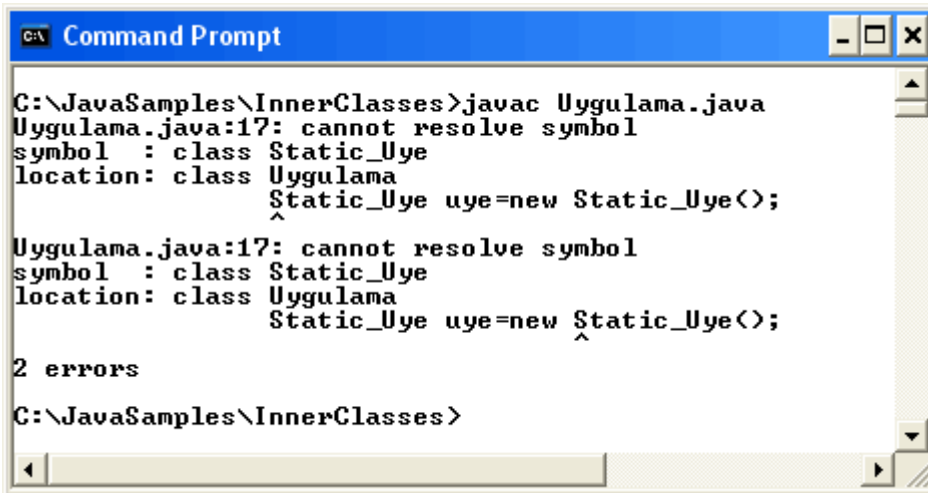 Command Prompt
C:\JavaSamples\InnerClasses>javac Uygulama.java
Uygulama.java:17: cannot resolve symbol
symbol  : class Static_Uye
location: class Uygulama
                Static_Uye uye=new Static_Uye();
                ^
Uygulama.java:17: cannot resolve symbol
symbol  : class Static_Uye
location: class Uygulama
                Static_Uye uye=new Static_Uye();
                                   ^
2 errors
C:\JavaSamples\InnerClasses>